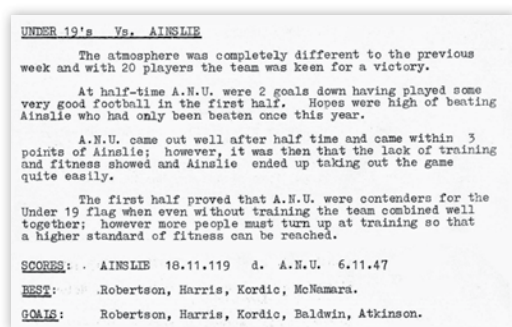 UNDER 19's Vs. AINSLIE
The atmosphere was completely different to the previous
week and with 20 players the team was keen for a victory.
At half-time A.N.U. were 2 goals down having played some
very good football in the first half. Hopes were high of beating
Ainslie who had only been beaten once this year.
A.N.U. came out well after half time and came within 3
points of Ainslie; however, it was then that the lack of training
and fitness showed and Ainslie ended up taking out the game
quite easily.
The first half proved that A.N.U. were contenders for the
Under 19 flag when even without training the team combined well
together; however more people must turn up at training so that
a higher standard of fitness can be reached.
SCORES: AINSLIE 18.11.119 d. A.N.U. 6.11.47
BEST: Robertson, Harris, Kordic, McNamara.
GOALS: Robertson, Harris, Kordic, Baldwin, Atkinson.